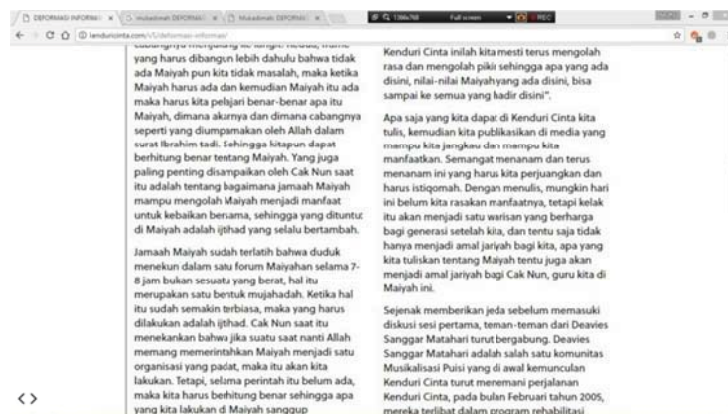 DEFORMASI INFORMASI
mukadimah DEFORMASI
Mukadimah: DEFORMASI
1366x768
Full screen
REC
kenduricinta.com/v5/deformasi-informasi/
yang harus dibangun lebih dahulu bahwa tidak
ada Maiyah pun kita tidak masalah, maka ketika
Maiyah harus ada dan kemudian Maiyah itu ada
maka harus kita pelajari benar-benar apa itu
Maiyah, dimana akarnya dan dimana cabangnya
seperti yang diumpamakan oleh Allah dalam
surat Ibrahim tadi. Sehingga kitapun dapat
berhitung benar tentang Maiyah. Yang juga
paling penting disampaikan oleh Cak Nun saat
itu adalah tentang bagaimana jamaah Maiyah
mampu mengolah Maiyah menjadi manfaat
untuk kebaikan bersama, sehingga yang dituntut
di Maiyah adalah ijtihad yang selalu bertambah.
Jamaah Maiyah sudah terlatih bahwa duduk
menekun dalam satu forum Maiyahan selama 7-
8 jam bukan sesuatu yang berat, hal itu
merupakan satu bentuk mujahadah. Ketika hal
itu sudah semakin terbiasa, maka yang harus
dilakukan adalah ijtihad. Cak Nun saat itu
menekankan bahwa jika suatu saat nanti Allah
memang memerintahkan Maiyah menjadi satu
organisasi yang padat, maka itu akan kita
lakukan. Tetapi, selama perintah itu belum ada,
maka kita harus berhitung benar sehingga apa
yang kita lakukan di Maiyah sanggup
Kenduri Cinta inilah kita mesti terus mengolah
rasa dan mengolah pikir sehingga apa yang ada
disini, nilai-nilai Maiyah yang ada disini, bisa
sampai ke semua yang hadir disini”.
Apa saja yang kita dapat di Kenduri Cinta kita
tulis, kemudian kita publikasikan di media yang
mampu kita jangkau dan mampu kita
manfaatkan. Semangat menanam dan terus
menanam ini yang harus kita perjuangkan dan
harus istiqomah. Dengan menulis, mungkin hari
ini belum kita rasakan manfaatnya, tetapi kelak
itu akan menjadi satu warisan yang berharga
bagi generasi setelah kita, dan tentu saja tidak
hanya menjadi amal jariyah bagi kita, apa yang
kita tuliskan tentang Maiyah tentu juga akan
menjadi amal jariyah bagi Cak Nun, guru kita di
Maiyah ini.
Sejenak memberikan jeda sebelum memasuki
diskusi sesi pertama, teman-teman dari Deavies
Sanggar Matahari turut bergabung. Deavies
Sanggar Matahari adalah salah satu komunitas
Musikalisasi Puisi yang di awal kemunculan
Kenduri Cinta turut menemani perjalanan
Kenduri Cinta, pada bulan Februari tahun 2005,
mereka terlibat dalam program rehabilitasi